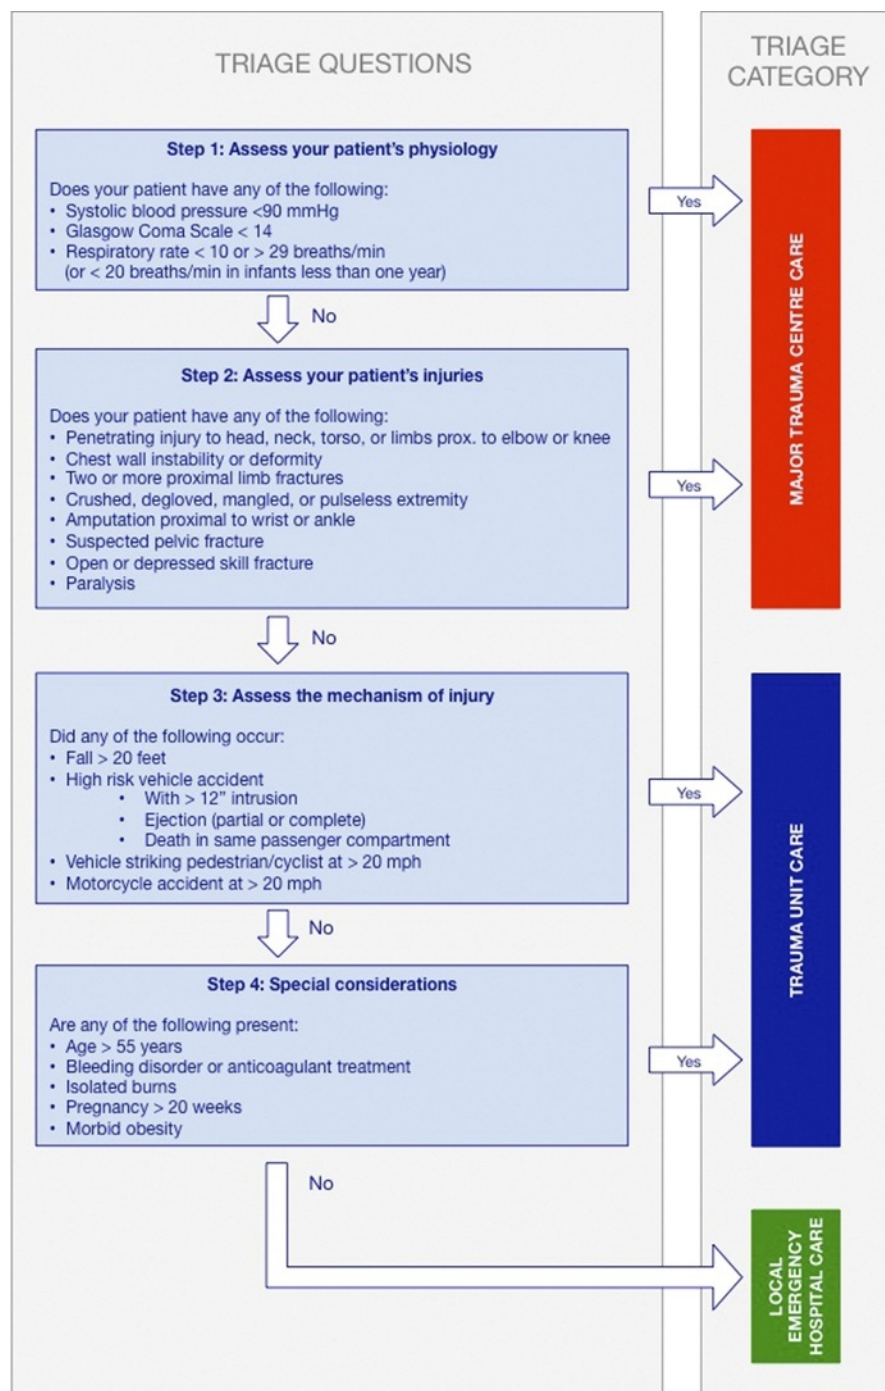 TRIAGE QUESTIONS
TRIAGE
CATEGORY
Step 1: Assess your patient's physiology
Does your patient have any of the following:
• Systolic blood pressure <90 mmHg
• Glasgow Coma Scale < 14
• Respiratory rate < 10 or > 29 breaths/min
(or < 20 breaths/min in infants less than one year)
Yes
No
Step 2: Assess your patient's injuries
Does your patient have any of the following:
• Penetrating injury to head, neck, torso, or limbs prox. to elbow or knee
• Chest wall instability or deformity
• Two or more proximal limb fractures
• Crushed, degloved, mangled, or pulseless extremity
• Amputation proximal to wrist or ankle
• Suspected pelvic fracture
• Open or depressed skill fracture
• Paralysis
Yes
MAJOR TRAUMA CENTRE CARE
No
Step 3: Assess the mechanism of injury
Did any of the following occur:
• Fall > 20 feet
• High risk vehicle accident
• With > 12” intrusion
• Ejection (partial or complete)
• Death in same passenger compartment
• Vehicle striking pedestrian/cyclist at > 20 mph
• Motorcycle accident at > 20 mph
Yes
No
Step 4: Special considerations
Are any of the following present:
• Age > 55 years
• Bleeding disorder or anticoagulant treatment
• Isolated burns
• Pregnancy > 20 weeks
• Morbid obesity
Yes
TRAUMA UNIT CARE
No
LOCAL
EMERGENCY
HOSPITAL CARE